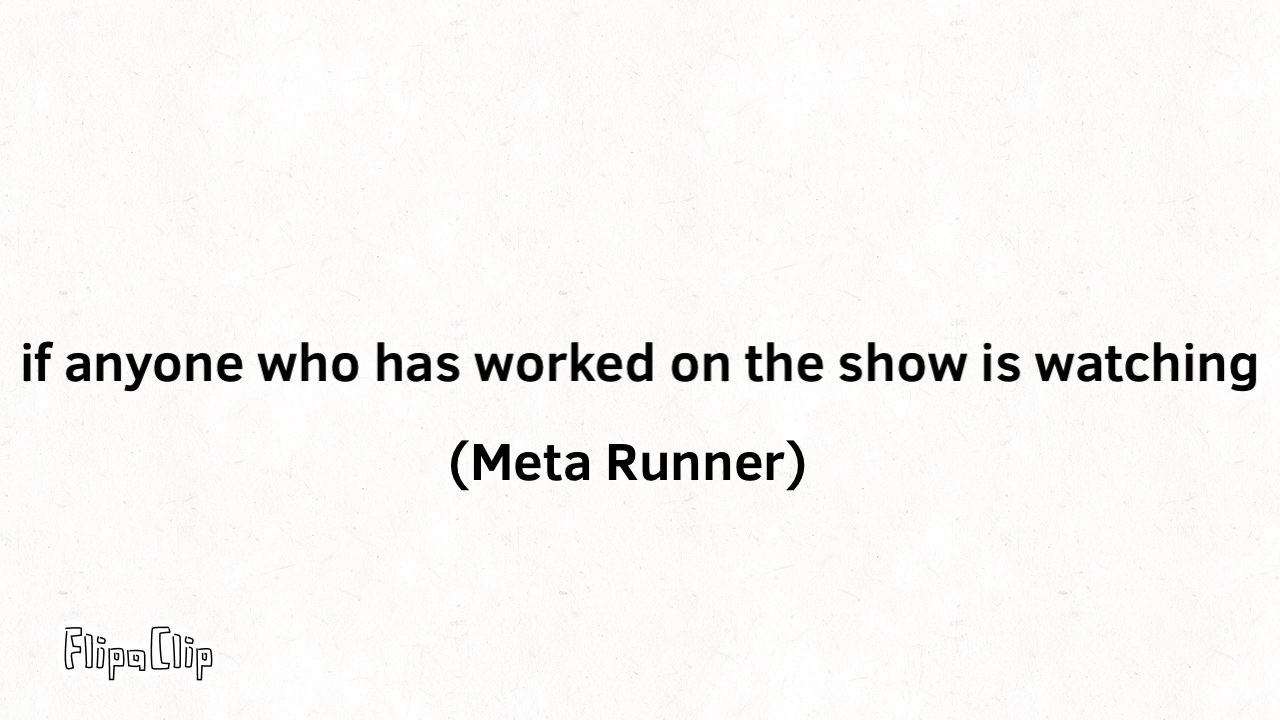 if anyone who has worked on the show is watching
(Meta Runner)
FlipaClip